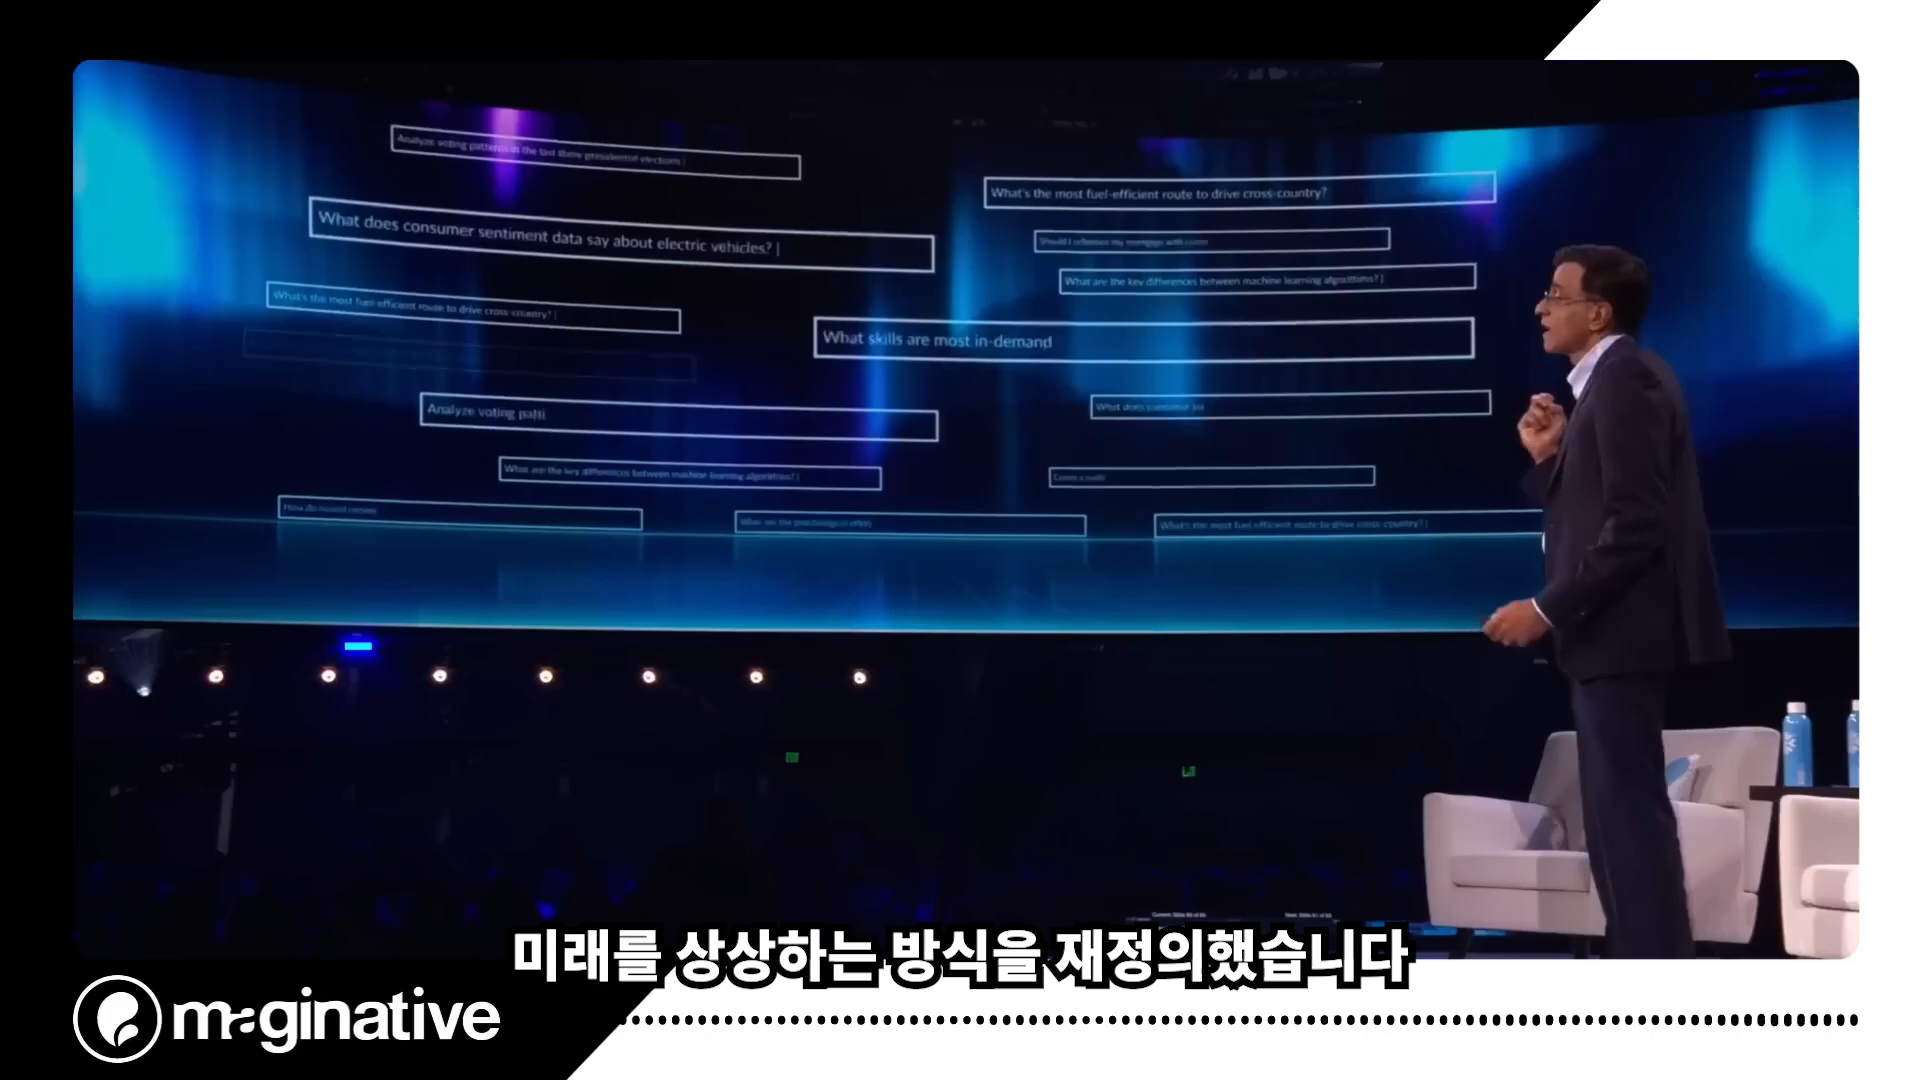 Analyze voting patterns in the last three presidential elections |
What's the most fuel-efficient route to drive cross-country?
What does consumer sentiment data say about electric vehicles? |
What are the key differences between machine learning algorithms? |
What's the most fuel-efficient route to drive cross-country? |
What skills are most in-demand
Analyze voting patt
What are the key differences between machine learning algorithms? |
What's the most fuel-efficient route to drive cross-country? |
미래를 상상하는 방식을 재정의했습니다
maginative